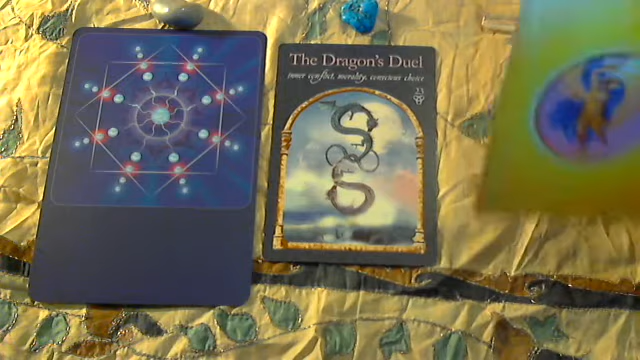 The Dragon's Duel
inner conflict, morality, conscious choice
23